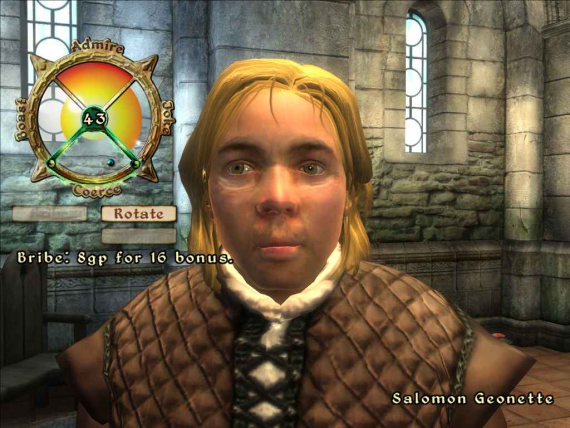 Admire
43
Boast
Joke
Coerce
Rotate
Bribe: 8gp for 16 bonus.
Salomon Geonette